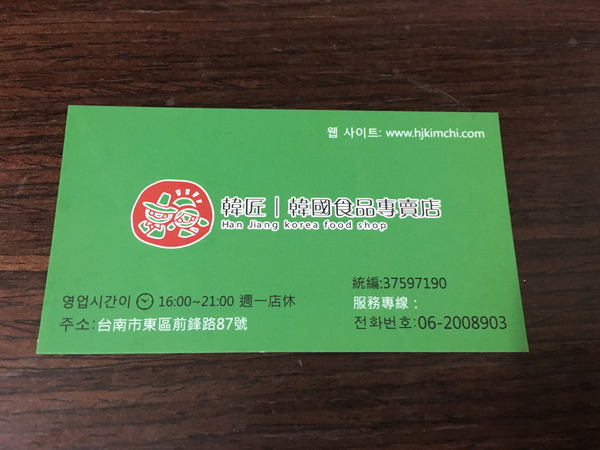 웹 사이트: www.hjkimchi.com
韓匠｜韓國食品專賣店
Han Jiang korea food shop
統編:37597190
영업시간이 16:00~21:00 週一店休
服務專線：
주소:台南市東區前鋒路87號
전화번호:06-2008903